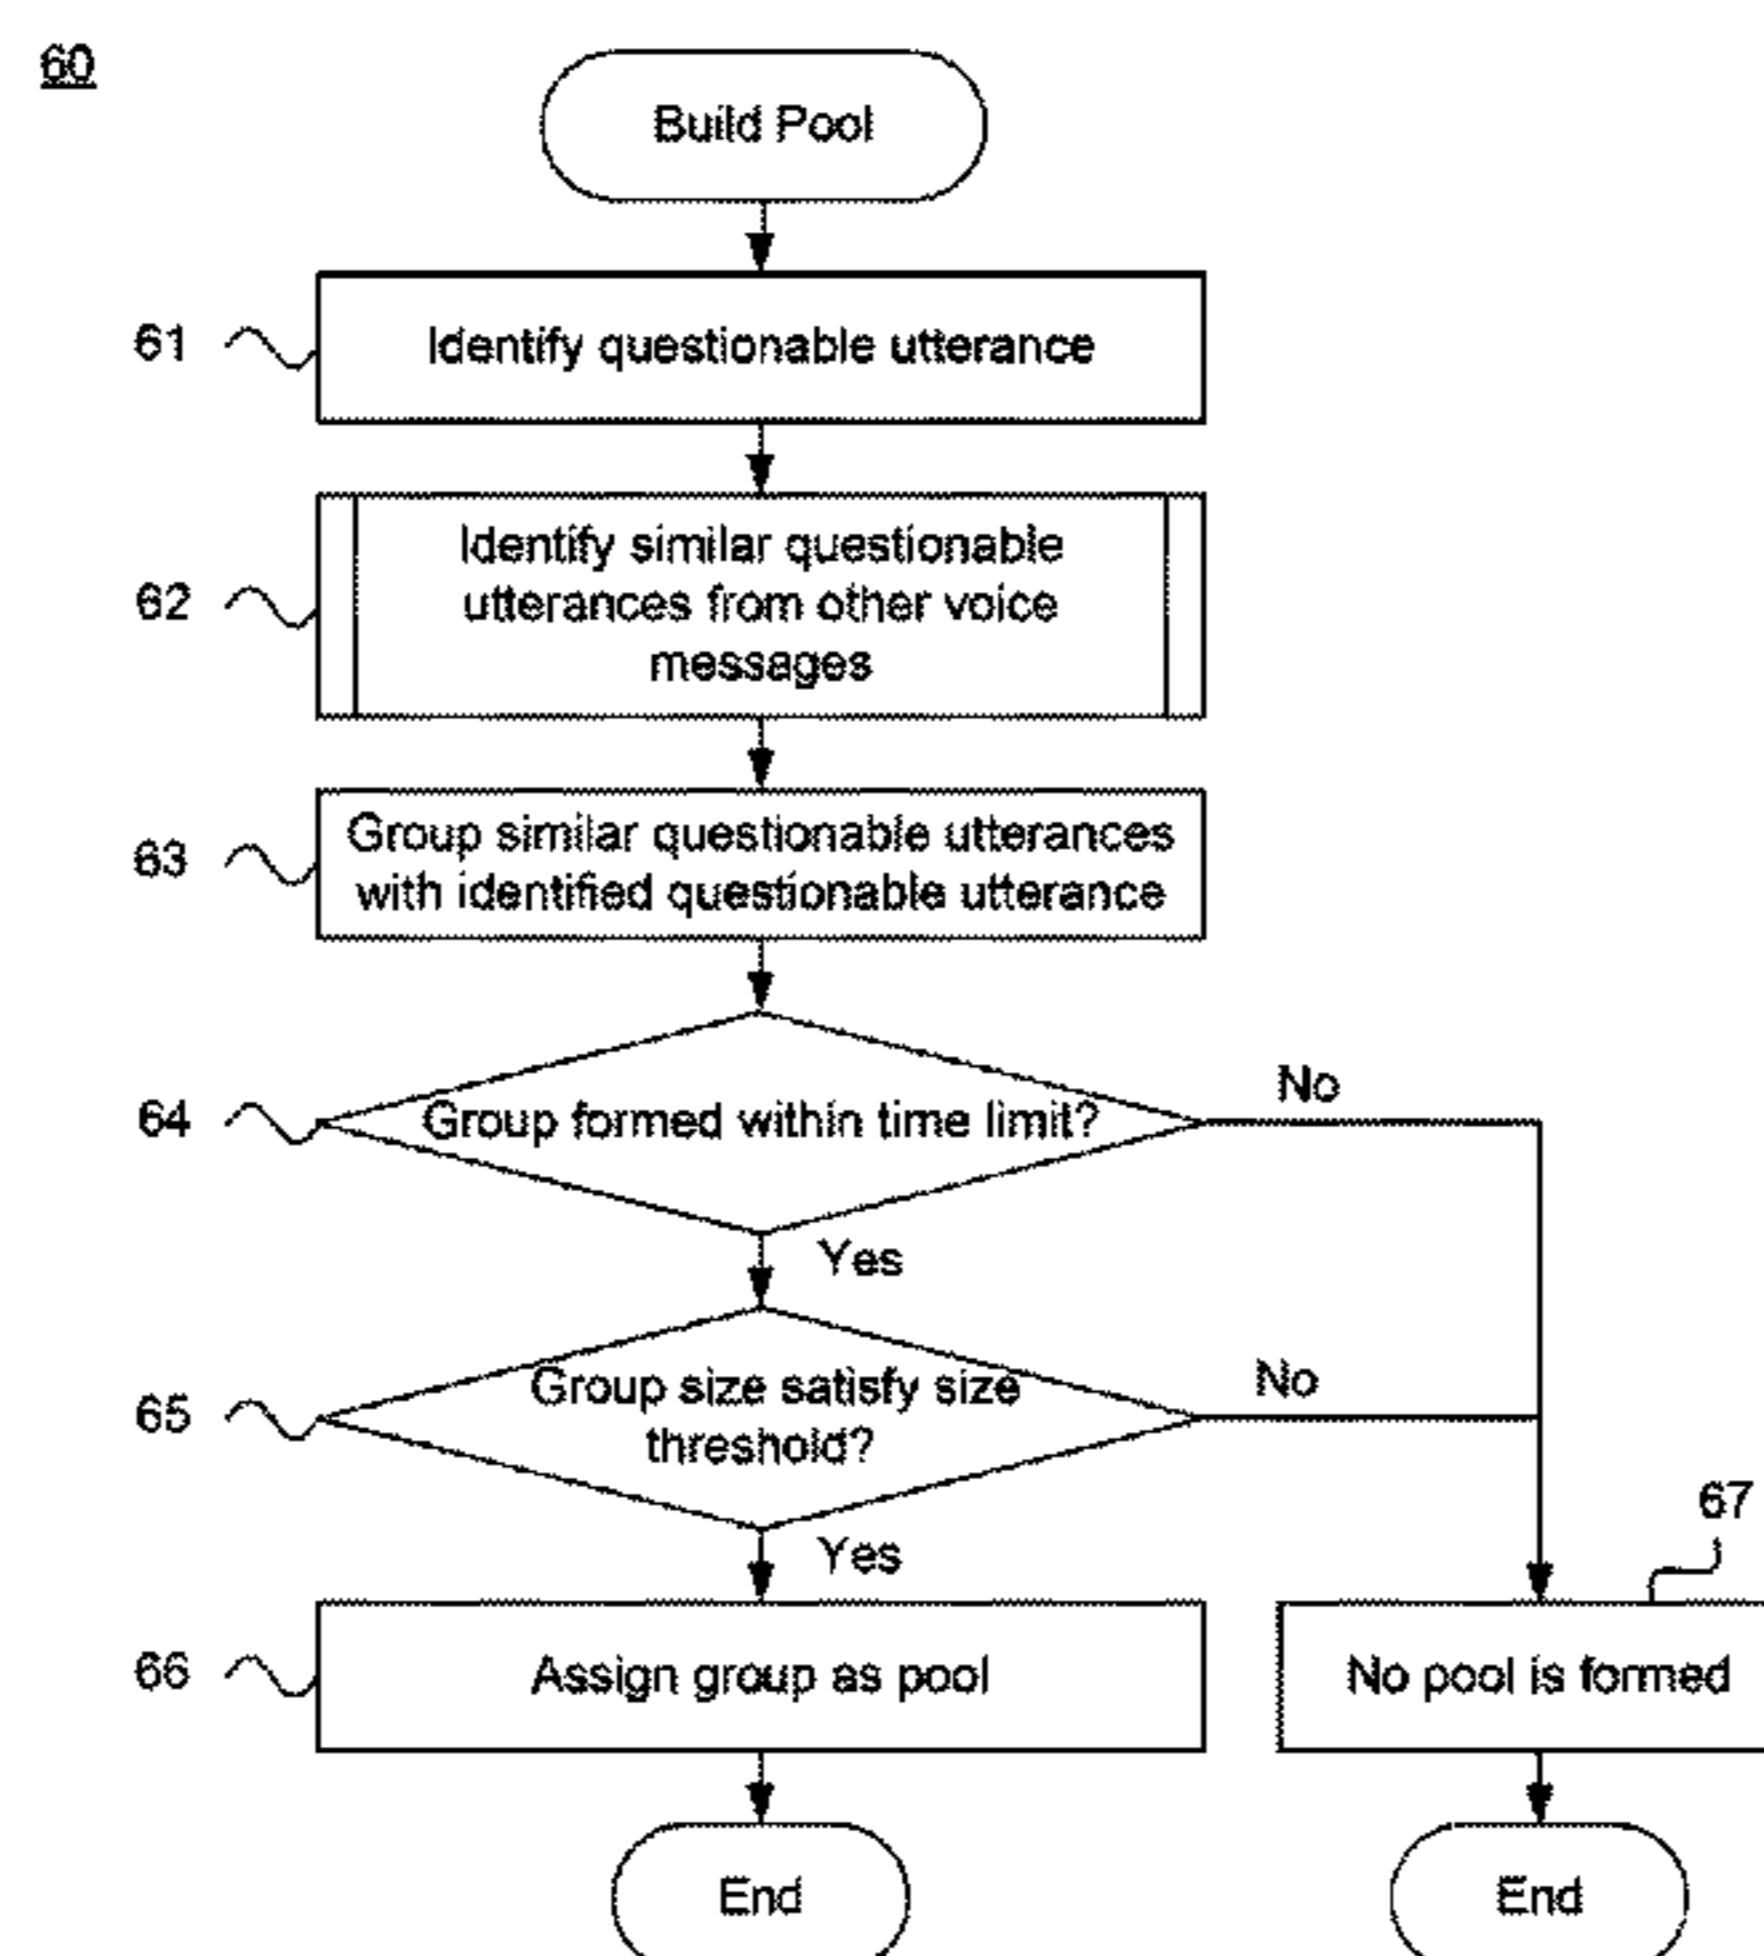 60
Build Pool
61
Identify questionable utterance
62
Identify similar questionable
utterances from other voice
messages
63
Group similar questionable utterances
with identified questionable utterance
64
Group formed within time limit?
No
Yes
65
Group size satisfy size
threshold?
No
Yes
67
66
Assign group as pool
No pool is formed
End
End